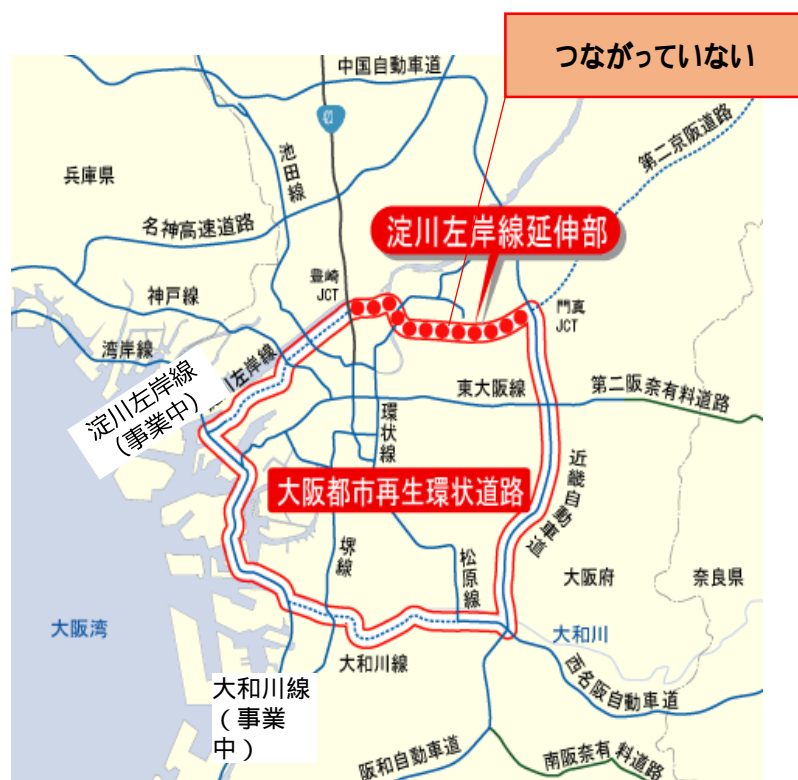 つながっていない
中国自動車道
423
第二京阪道路
池田線
兵庫県
名神高速道路
淀川左岸線延伸部
豊崎
JCT
神戸線
門真
JCT
湾岸線
淀川左岸線
(事業中)
左岸線
東大阪線
第二阪奈有料道路
環状線
大阪都市再生環状道路
近畿自動車道
堺線
松原線
大阪府
奈良県
大阪湾
大和川
大和川線
西名阪自動車道
大和川線
(事業
中)
阪和自動車道
南阪奈有料道路